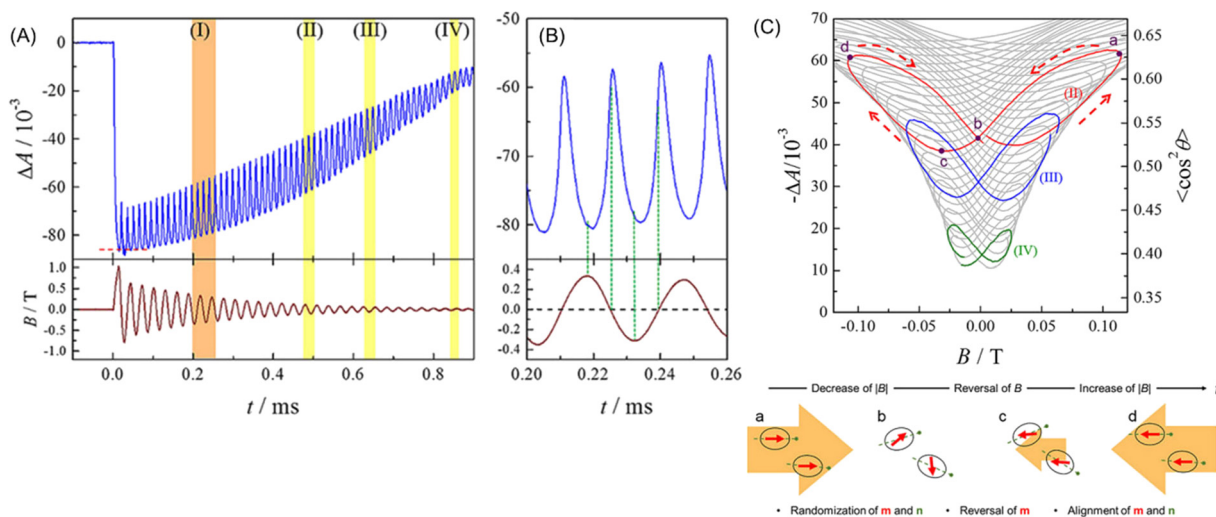 (A)
(I)
(II)
(III)
(IV)
0
-20
-40
-60
-80
ΔA / 10⁻³
1.0
0.5
0.0
-0.5
-1.0
B / T
0.0
0.2
0.4
0.6
0.8
t / ms
(B)
-50
-60
-70
-80
0.4
0.2
0.0
-0.2
-0.4
0.20
0.22
0.24
0.26
t / ms
(C)
70
60
50
40
30
20
10
0
-ΔA/10⁻³
d
a
b
c
(II)
(III)
(IV)
0.65
0.60
0.55
0.50
0.45
0.40
0.35
<cos²θ>
-0.10
-0.05
0.00
0.05
0.10
B / T
Decrease of |B| Reversal of B Increase of |B|
a b c d
• Randomization of m and n • Reversal of m • Alignment of m and n